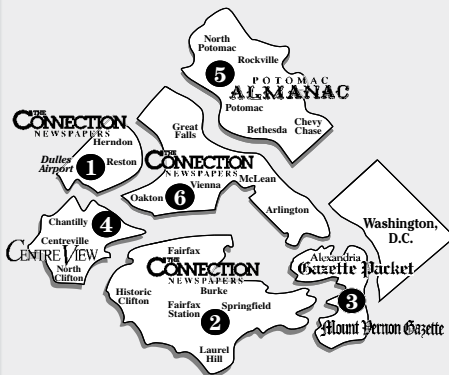 North
Potomac
Rockville
5
POTOMAC
ALMANAC
Potomac
Bethesda
Chevy
Chase
THE
CONNECTION
NEWSPAPERS
Herndon
Dulles
Airport
1
Reston
Great
Falls
THE
CONNECTION
NEWSPAPERS
Vienna
McLean
Oakton
6
Arlington
Chantilly
4
Centreville
CENTRE VIEW
North
Clifton
Washington,
D.C.
Fairfax
THE
CONNECTION
NEWSPAPERS
Burke
Historic
Clifton
Fairfax
Station
Springfield
2
Laurel
Hill
Alexandria
Gazette Packet
3
Mount Vernon Gazette